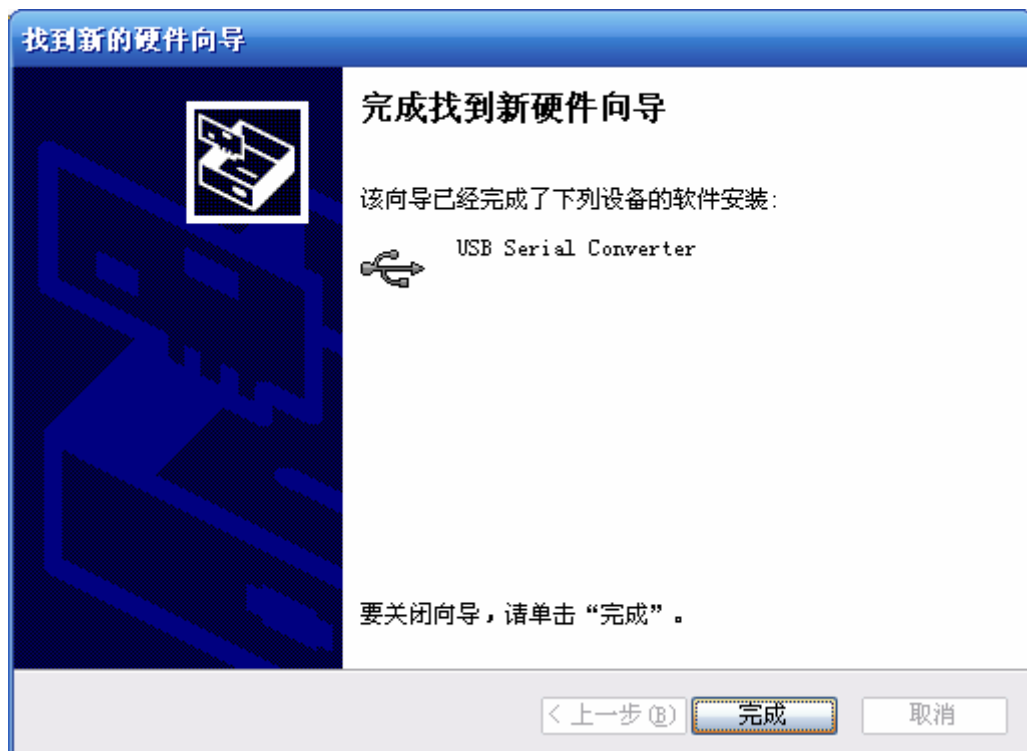 找到新的硬件向导
完成找到新硬件向导
该向导已经完成了下列设备的软件安装:
USB Serial Converter
要关闭向导，请单击“完成”。
< 上一步(B)
完成
取消